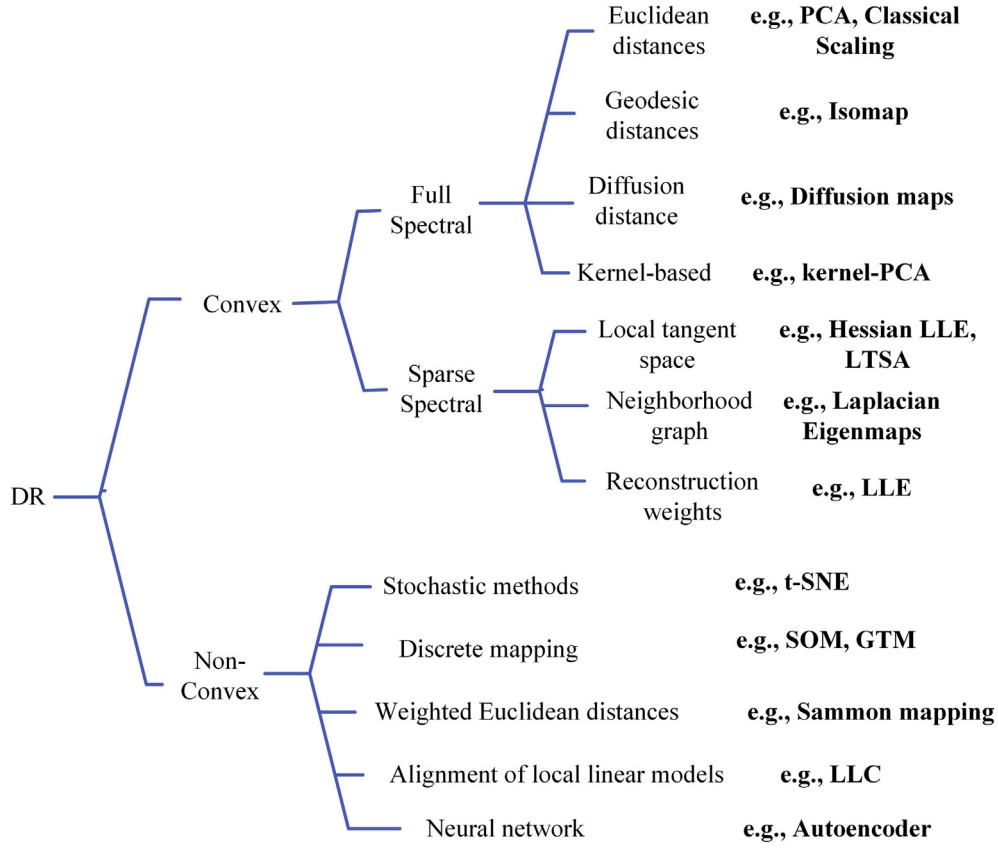 Euclidean distances
e.g., PCA, Classical Scaling
Geodesic distances
e.g., Isomap
Full Spectral
Diffusion distance
e.g., Diffusion maps
Kernel-based
e.g., kernel-PCA
Convex
Local tangent space
e.g., Hessian LLE, LTSA
Sparse Spectral
Neighborhood graph
e.g., Laplacian Eigenmaps
Reconstruction weights
e.g., LLE
DR
Stochastic methods
e.g., t-SNE
Discrete mapping
e.g., SOM, GTM
Non-Convex
Weighted Euclidean distances
e.g., Sammon mapping
Alignment of local linear models
e.g., LLC
Neural network
e.g., Autoencoder